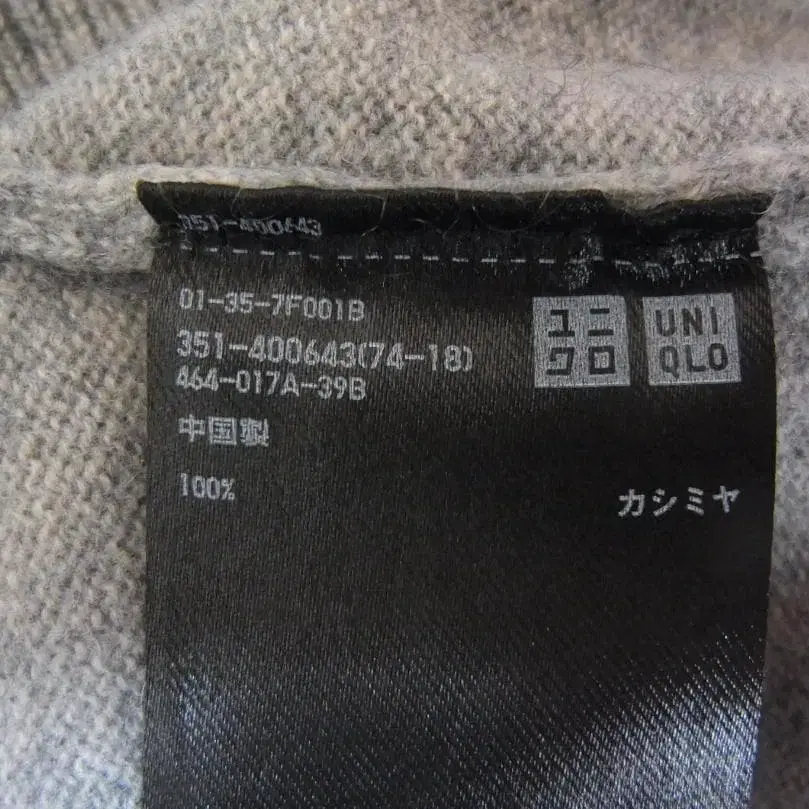 351-400643
01-35-7F001B
351-400643(74-18)
464-017A-39B
中国製
100% カシミヤ
ユニ
クロ
UNI
QLO